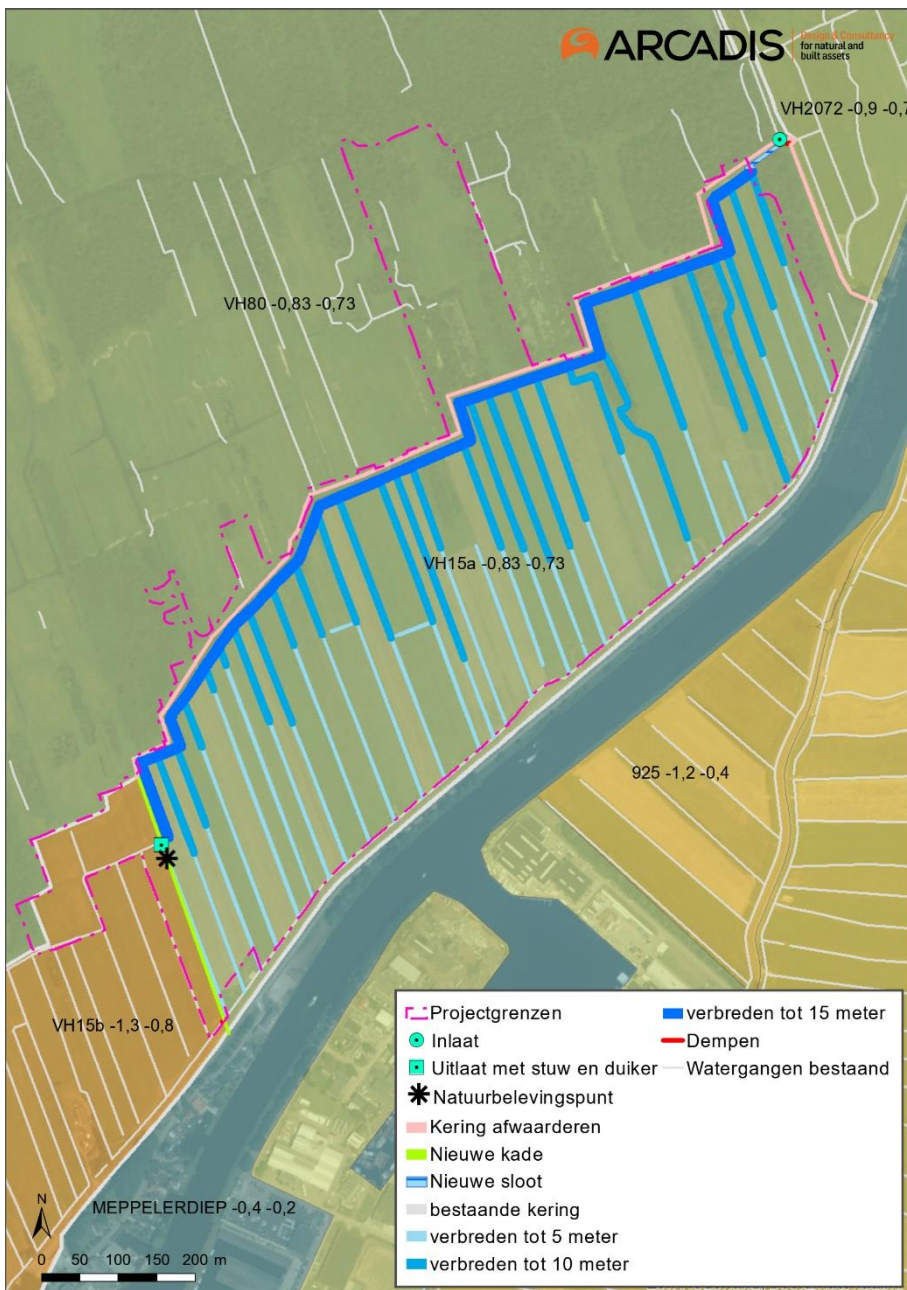 ARCADIS
Design & Consultancy
for natural and
built assets
VH2072 -0,9 -0,7
VH80 -0,83 -0,73
VH15a -0,83 -0,73
925 -1,2 -0,4
VH15b -1,3 -0,8
MEPPELERDIEP -0,4 -0,2
N
0 50 100 150 200 m
Projectgrenzen
Inlaat
Uitlaat met stuw en duiker
Natuurbelevingspunt
Kering afwaarderen
Nieuwe kade
Nieuwe sloot
bestaande kering
verbreden tot 5 meter
verbreden tot 10 meter
verbreden tot 15 meter
Dempen
Watergangen bestaand